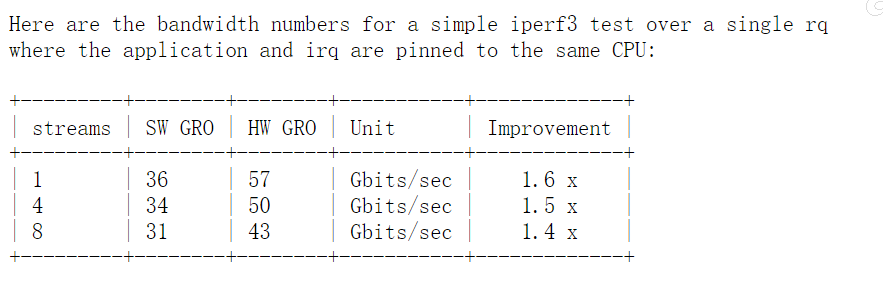 Here are the bandwidth numbers for a simple iperf3 test over a single rq
where the application and irq are pinned to the same CPU:
+---------+--------+--------+-----------+-------------+
| streams | SW GRO | HW GRO | Unit      | Improvement |
+---------+--------+--------+-----------+-------------+
| 1       | 36     | 57     | Gbits/sec |    1.6 x    |
| 4       | 34     | 50     | Gbits/sec |    1.5 x    |
| 8       | 31     | 43     | Gbits/sec |    1.4 x    |
+---------+--------+--------+-----------+-------------+